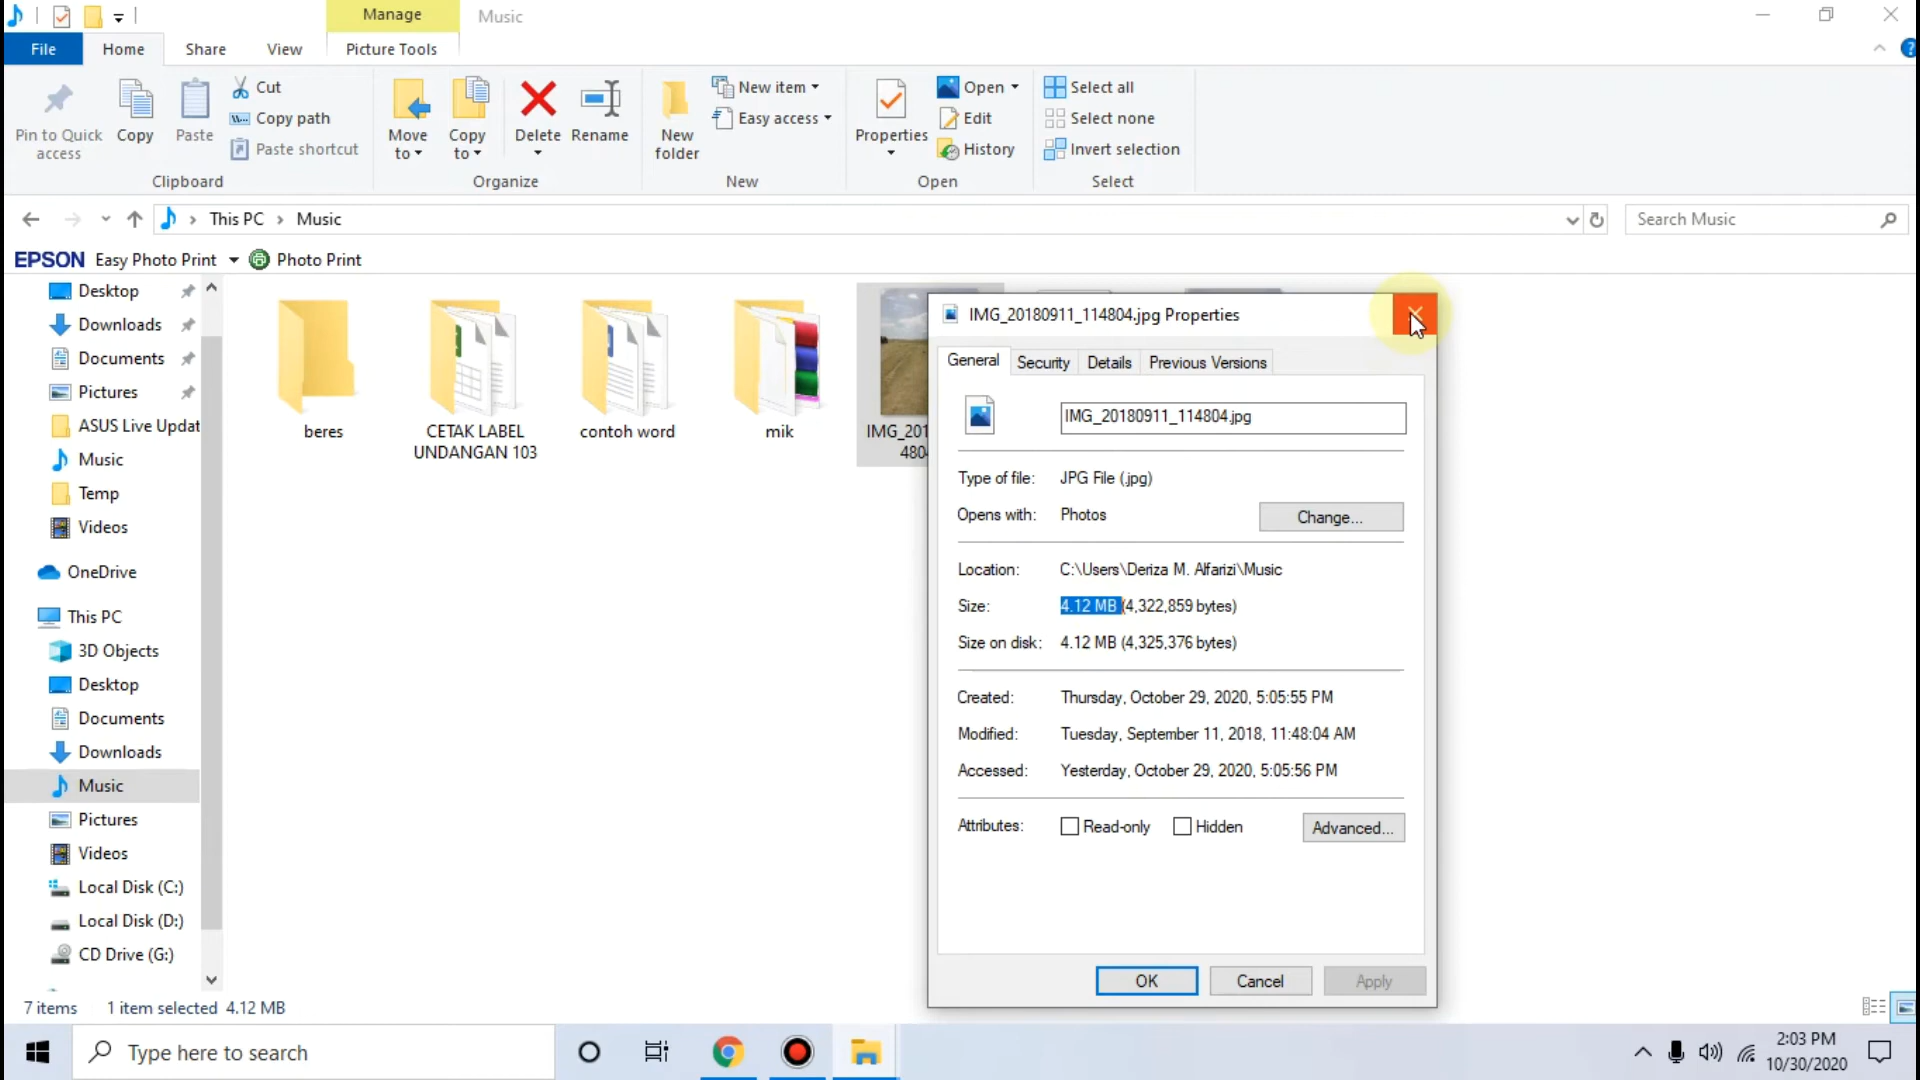 Manage
Music
File
Home
Share
View
Picture Tools
Pin to Quick access
Copy
Paste
Cut
Copy path
Paste shortcut
Clipboard
Move to
Copy to
Delete
Rename
Organize
New folder
New item
Easy access
New
Properties
Open
Edit
History
Open
Select all
Select none
Invert selection
Select
This PC
Music
Search Music
EPSON Easy Photo Print
Photo Print
Desktop
Downloads
Documents
Pictures
ASUS Live Updat
Music
Temp
Videos
OneDrive
This PC
3D Objects
Desktop
Documents
Downloads
Music
Pictures
Videos
Local Disk (C:)
Local Disk (D:)
CD Drive (G:)
beres
CETAK LABEL
UNDANGAN 103
contoh word
mik
IMG_201
480
IMG_20180911_114804.jpg Properties
General
Security
Details
Previous Versions
IMG_20180911_114804.jpg
Type of file: JPG File (.jpg)
Opens with: Photos
Change...
Location: C:\Users\Deriza M. Alfarizi\Music
Size: 4.12 MB (4,322,859 bytes)
Size on disk: 4.12 MB (4,325,376 bytes)
Created: Thursday, October 29, 2020, 5:05:55 PM
Modified: Tuesday, September 11, 2018, 11:48:04 AM
Accessed: Yesterday, October 29, 2020, 5:05:56 PM
Attributes: Read-only Hidden
Advanced...
OK
Cancel
Apply
7 items
1 item selected 4.12 MB
Type here to search
2:03 PM
10/30/2020